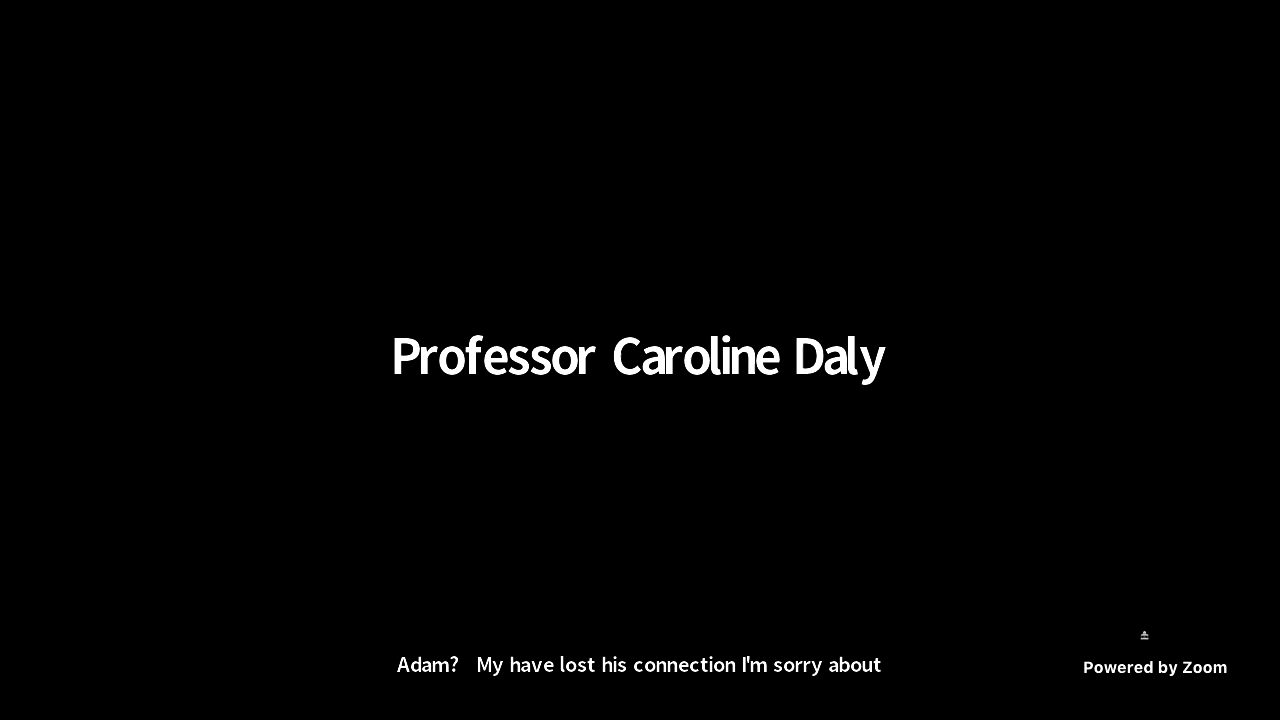 Professor Caroline Daly
Adam? My have lost his connection I'm sorry about
Powered by Zoom